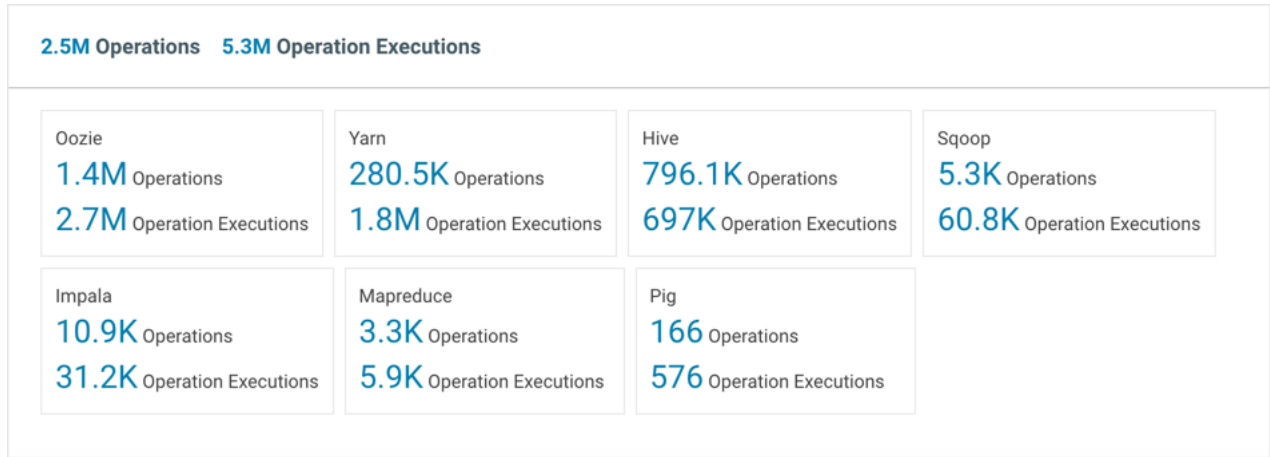 2.5M Operations 5.3M Operation Executions
Oozie
1.4M Operations
2.7M Operation Executions
Yarn
280.5K Operations
1.8M Operation Executions
Hive
796.1K Operations
697K Operation Executions
Sqoop
5.3K Operations
60.8K Operation Executions
Impala
10.9K Operations
31.2K Operation Executions
Mapreduce
3.3K Operations
5.9K Operation Executions
Pig
166 Operations
576 Operation Executions